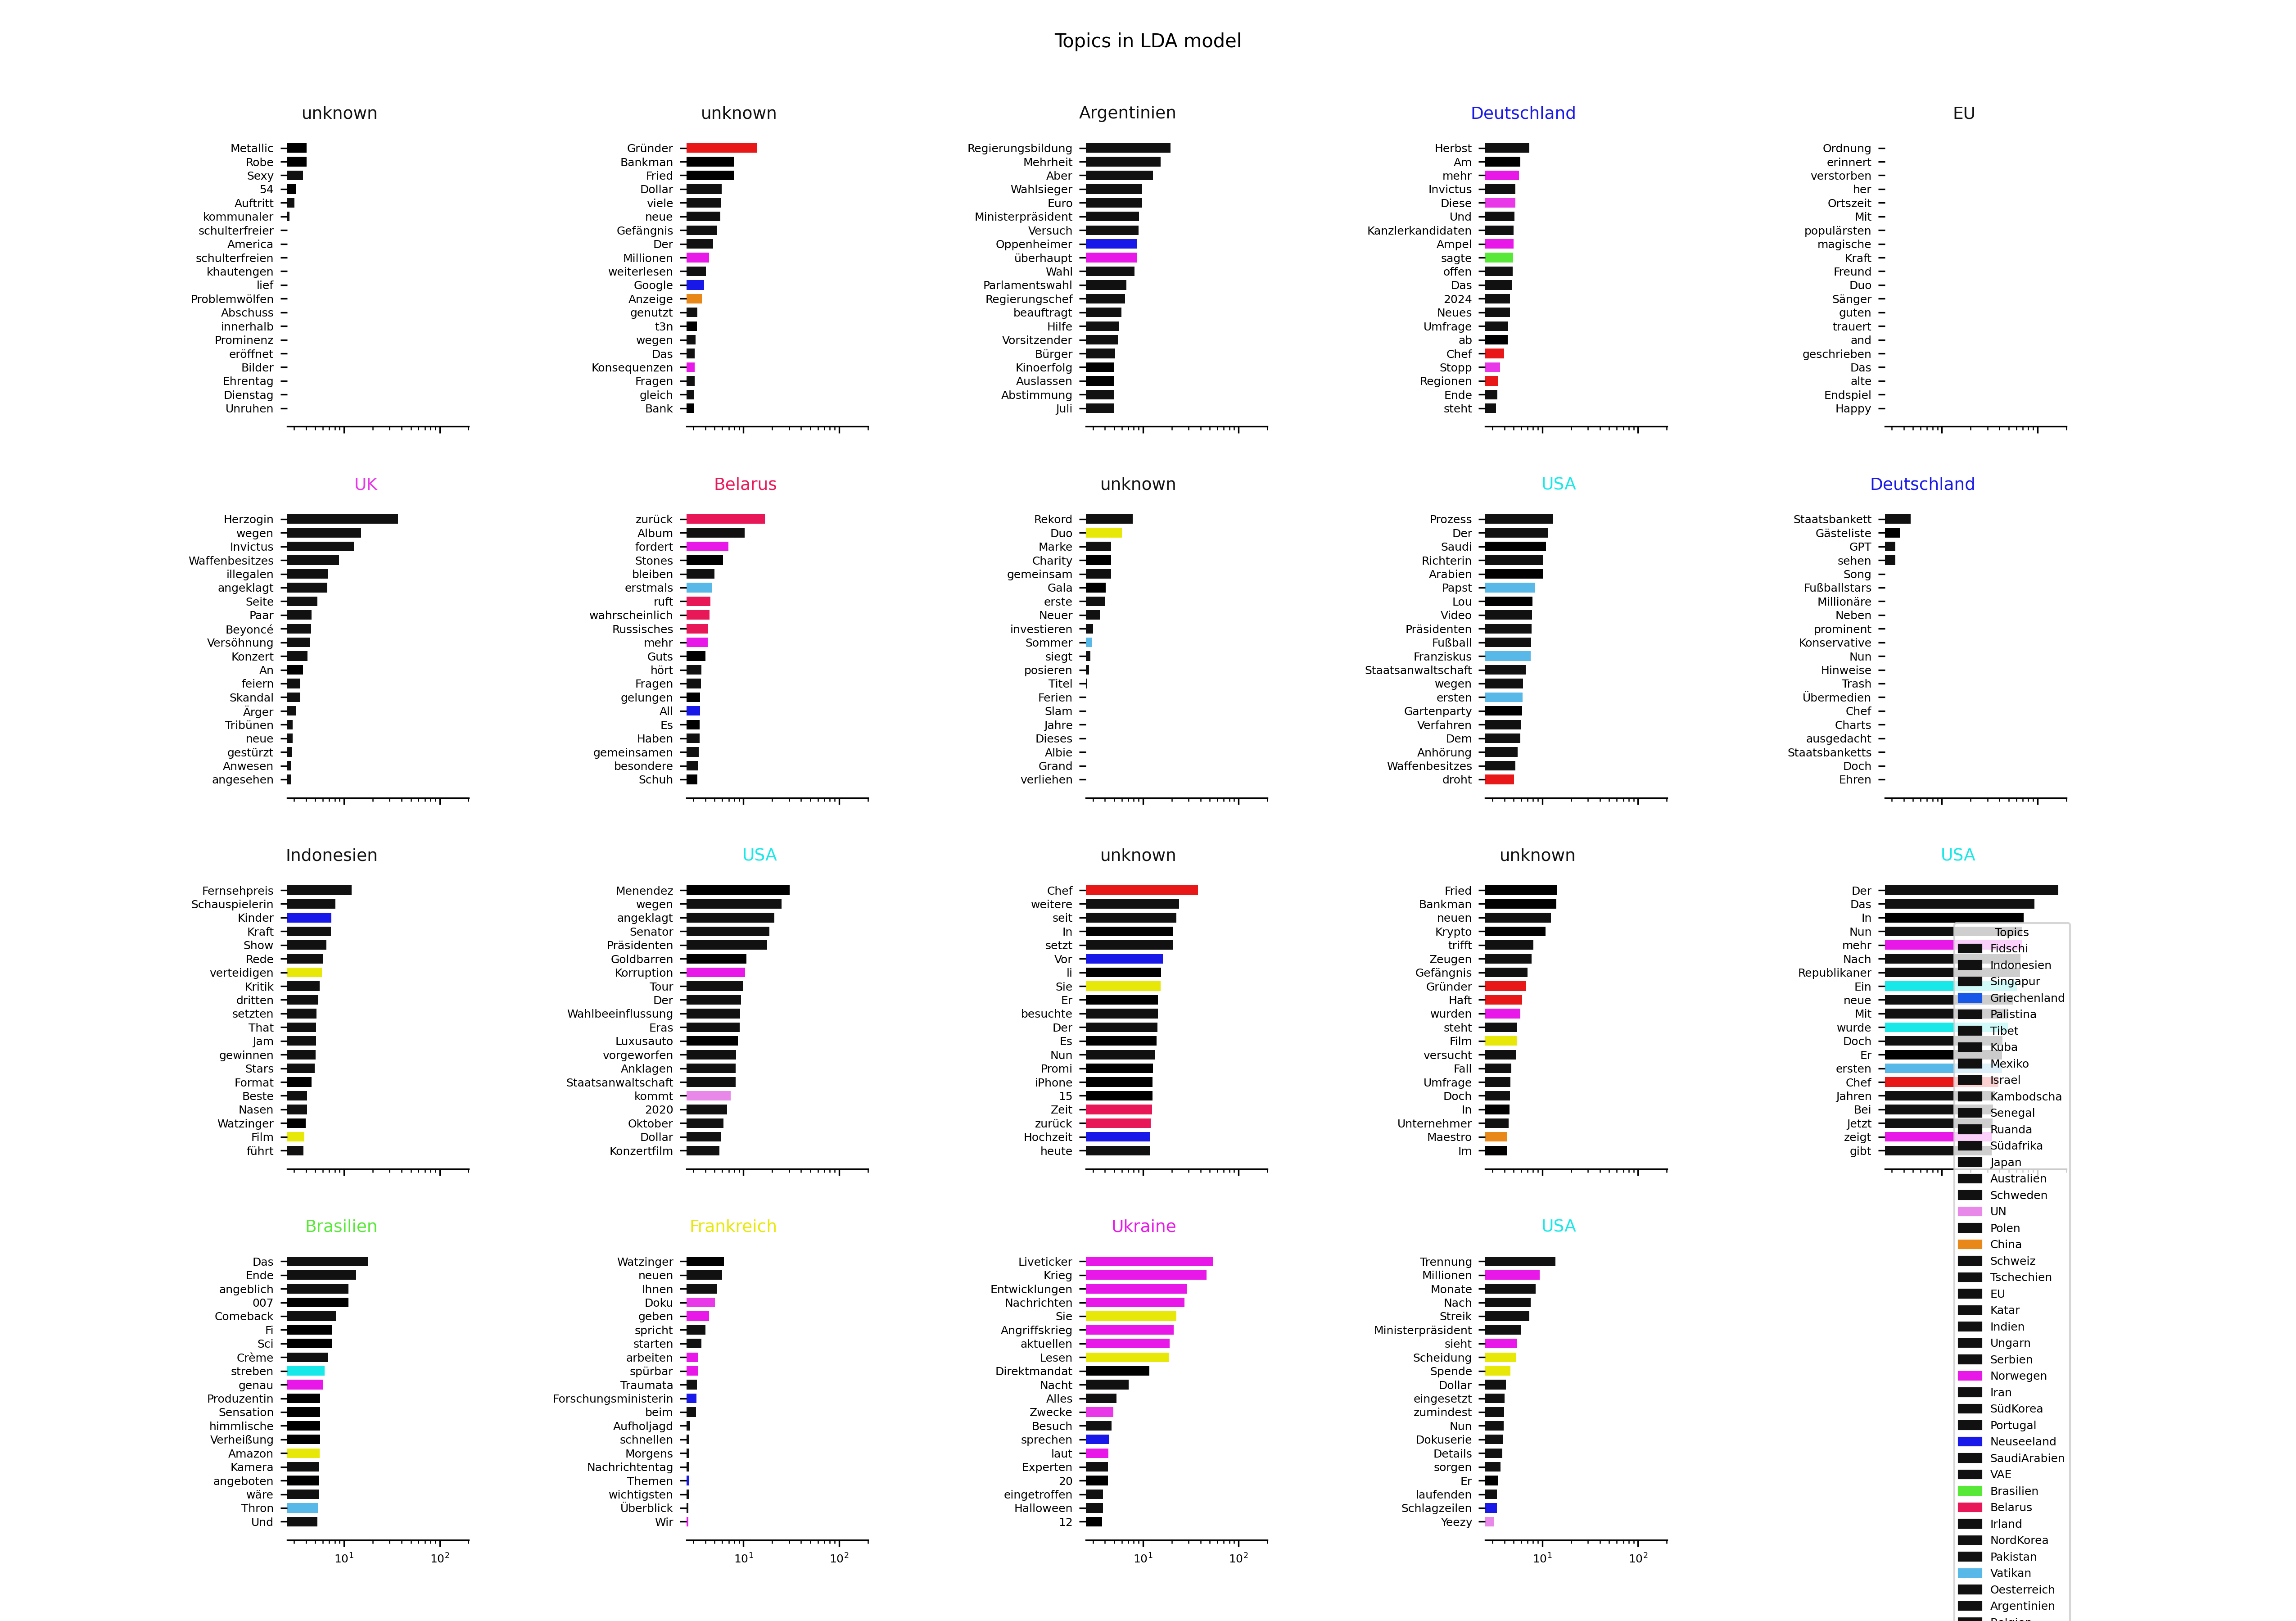 Topics in LDA model
unknown
Metallic
Robe
Sexy
54
Auftritt
kommunaler
schulterfreier
America
schulterfreien
khautengen
lief
Problemwölfen
Abschuss
innerhalb
Prominenz
eröffnet
Bilder
Ehrentag
Dienstag
Unruhen
unknown
Gründer
Bankman
Fried
Dollar
viele
neue
Gefängnis
Der
Millionen
weiterlesen
Google
Anzeige
genutzt
t3n
wegen
Das
Konsequenzen
Fragen
gleich
Bank
Argentinien
Regierungsbildung
Mehrheit
Aber
Wahlsieger
Euro
Ministerpräsident
Versuch
Oppenheimer
überhaupt
Wahl
Parlamentswahl
Regierungschef
beauftragt
Hilfe
Vorsitzender
Bürger
Kinoerfolg
Auslassen
Abstimmung
Juli
Deutschland
Herbst
Am
mehr
Invictus
Diese
Und
Kanzlerkandidaten
Ampel
sagte
offen
Das
2024
Neues
Umfrage
ab
Chef
Stopp
Regionen
Ende
steht
EU
Ordnung
erinnert
verstorben
her
Ortszeit
Mit
populärsten
magische
Kraft
Freund
Duo
Sänger
guten
trauert
and
geschrieben
Das
alte
Endspiel
Happy
UK
Herzogin
wegen
Invictus
Waffenbesitzes
illegalen
angeklagt
Seite
Paar
Beyoncé
Versöhnung
Konzert
An
feiern
Skandal
Ärger
Tribünen
neue
gestürzt
Anwesen
angesehen
Belarus
zurück
Album
fordert
Stones
bleiben
erstmals
ruft
wahrscheinlich
Russisches
mehr
Guts
hört
Fragen
gelungen
All
Es
Haben
gemeinsamen
besondere
Schuh
unknown
Rekord
Duo
Marke
Charity
gemeinsam
Gala
erste
Neuer
investieren
Sommer
siegt
posieren
Titel
Ferien
Slam
Jahre
Dieses
Albie
Grand
verliehen
USA
Prozess
Der
Saudi
Richterin
Arabien
Papst
Lou
Video
Präsidenten
Fußball
Franziskus
Staatsanwaltschaft
wegen
ersten
Gartenparty
Verfahren
Dem
Anhörung
Waffenbesitzes
droht
Deutschland
Staatsbankett
Gästeliste
GPT
sehen
Song
Fußballstars
Millionäre
Neben
prominent
Konservative
Nun
Hinweise
Trash
Übermedien
Chef
Charts
ausgedacht
Staatsbanketts
Doch
Ehren
Indonesien
Fernsehpreis
Schauspielerin
Kinder
Kraft
Show
Rede
verteidigen
Kritik
dritten
setzten
That
Jam
gewinnen
Stars
Format
Beste
Nasen
Watzinger
Film
führt
USA
Menendez
wegen
angeklagt
Senator
Präsidenten
Goldbarren
Korruption
Tour
Der
Wahlbeeinflussung
Eras
Luxusauto
vorgeworfen
Anklagen
Staatsanwaltschaft
kommt
2020
Oktober
Dollar
Konzertfilm
unknown
Chef
weitere
seit
In
setzt
Vor
li
Sie
Er
besuchte
Der
Es
Nun
Promi
iPhone
15
Zeit
zurück
Hochzeit
heute
unknown
Fried
Bankman
neuen
Krypto
trifft
Zeugen
Gefängnis
Gründer
Haft
wurden
steht
Film
versucht
Fall
Umfrage
Doch
In
Unternehmer
Maestro
Im
USA
Der
Das
In
Nun
mehr
Nach
Republikaner
Ein
neue
Mit
wurde
Doch
Er
ersten
Chef
Jahren
Bei
Jetzt
zeigt
gibt
Brasilien
Das
Ende
angeblich
007
Comeback
Fi
Sci
Crème
streben
genau
Produzentin
Sensation
himmlische
Verheißung
Amazon
Kamera
angeboten
wäre
Thron
Und
10¹ 10²
Frankreich
Watzinger
neuen
Ihnen
Doku
geben
spricht
starten
arbeiten
spürbar
Traumata
Forschungsministerin
beim
Aufholjagd
schnellen
Morgens
Nachrichtentag
Themen
wichtigsten
Überblick
Wir
10¹ 10²
Ukraine
Liveticker
Krieg
Entwicklungen
Nachrichten
Sie
Angriffskrieg
aktuellen
Lesen
Direktmandat
Nacht
Alles
Zwecke
Besuch
sprechen
laut
Experten
20
eingetroffen
Halloween
12
10¹ 10²
USA
Trennung
Millionen
Monate
Nach
Streik
Ministerpräsident
sieht
Scheidung
Spende
Dollar
eingesetzt
zumindest
Nun
Dokuserie
Details
sorgen
Er
laufenden
Schlagzeilen
Yeezy
10¹ 10²
Topics
Fidschi
Indonesien
Singapur
Griechenland
Palistina
Tibet
Kuba
Mexiko
Israel
Kambodscha
Senegal
Ruanda
Südafrika
Japan
Australien
Schweden
UN
Polen
China
Schweiz
Tschechien
EU
Katar
Indien
Ungarn
Serbien
Norwegen
Iran
SüdKorea
Portugal
Neuseeland
SaudiArabien
VAE
Brasilien
Belarus
Irland
NordKorea
Pakistan
Vatikan
Oesterreich
Argentinien